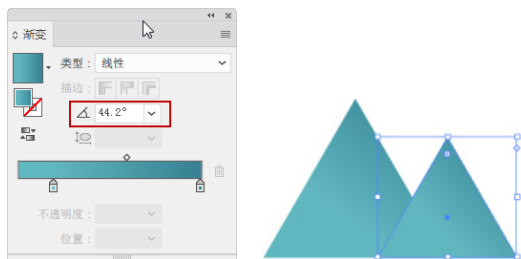 渐变
类型：线性
描边：
44.2°
不透明度：
位置：